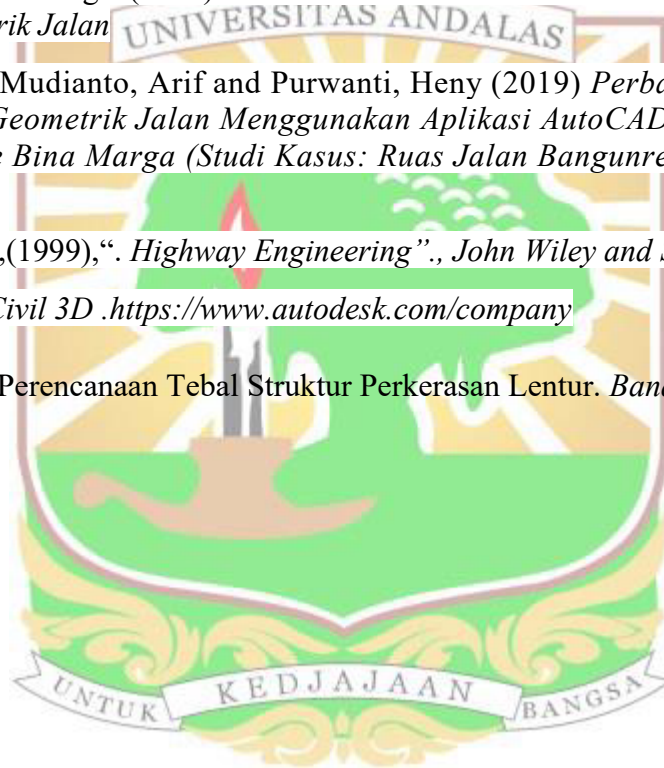 rik Jalan
UNIVERSITAS ANDALAS
Mudianto, Arif and Purwanti, Heny (2019) Perba
Geometrik Jalan Menggunakan Aplikasi AutoCAD
Bina Marga (Studi Kasus: Ruas Jalan Bangunre
,(1999),“. Highway Engineering”., John Wiley and
Civil 3D .https://www.autodesk.com/company
Perencanaan Tebal Struktur Perkerasan Lentur. Band
UNTUK KEDJAJAAN BANGSA